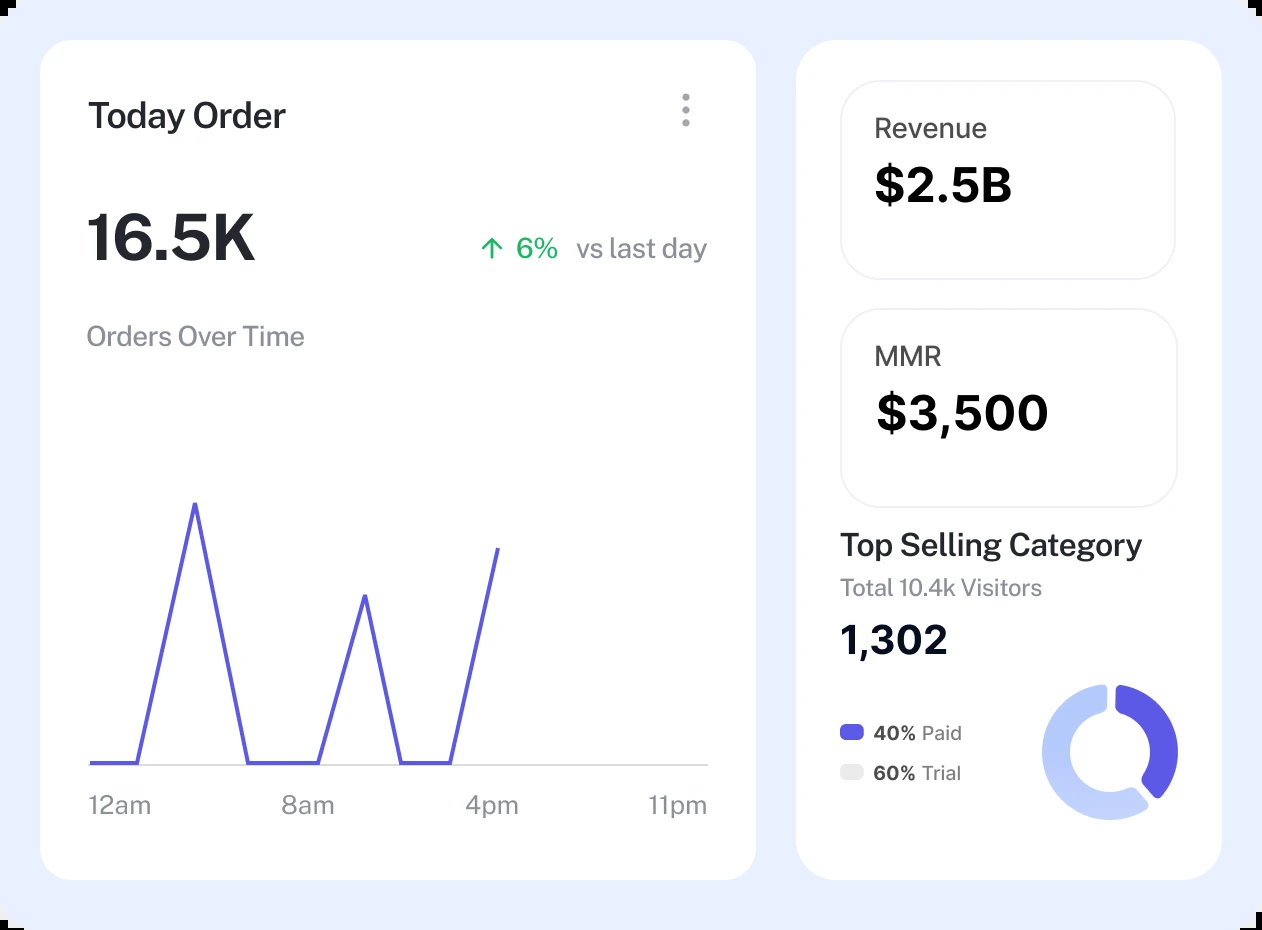 Today Order
16.5K
↑ 6% vs last day
Orders Over Time
12am 8am 4pm 11pm
Revenue
$2.5B
MMR
$3,500
Top Selling Category
Total 10.4k Visitors
1,302
40% Paid
60% Trial